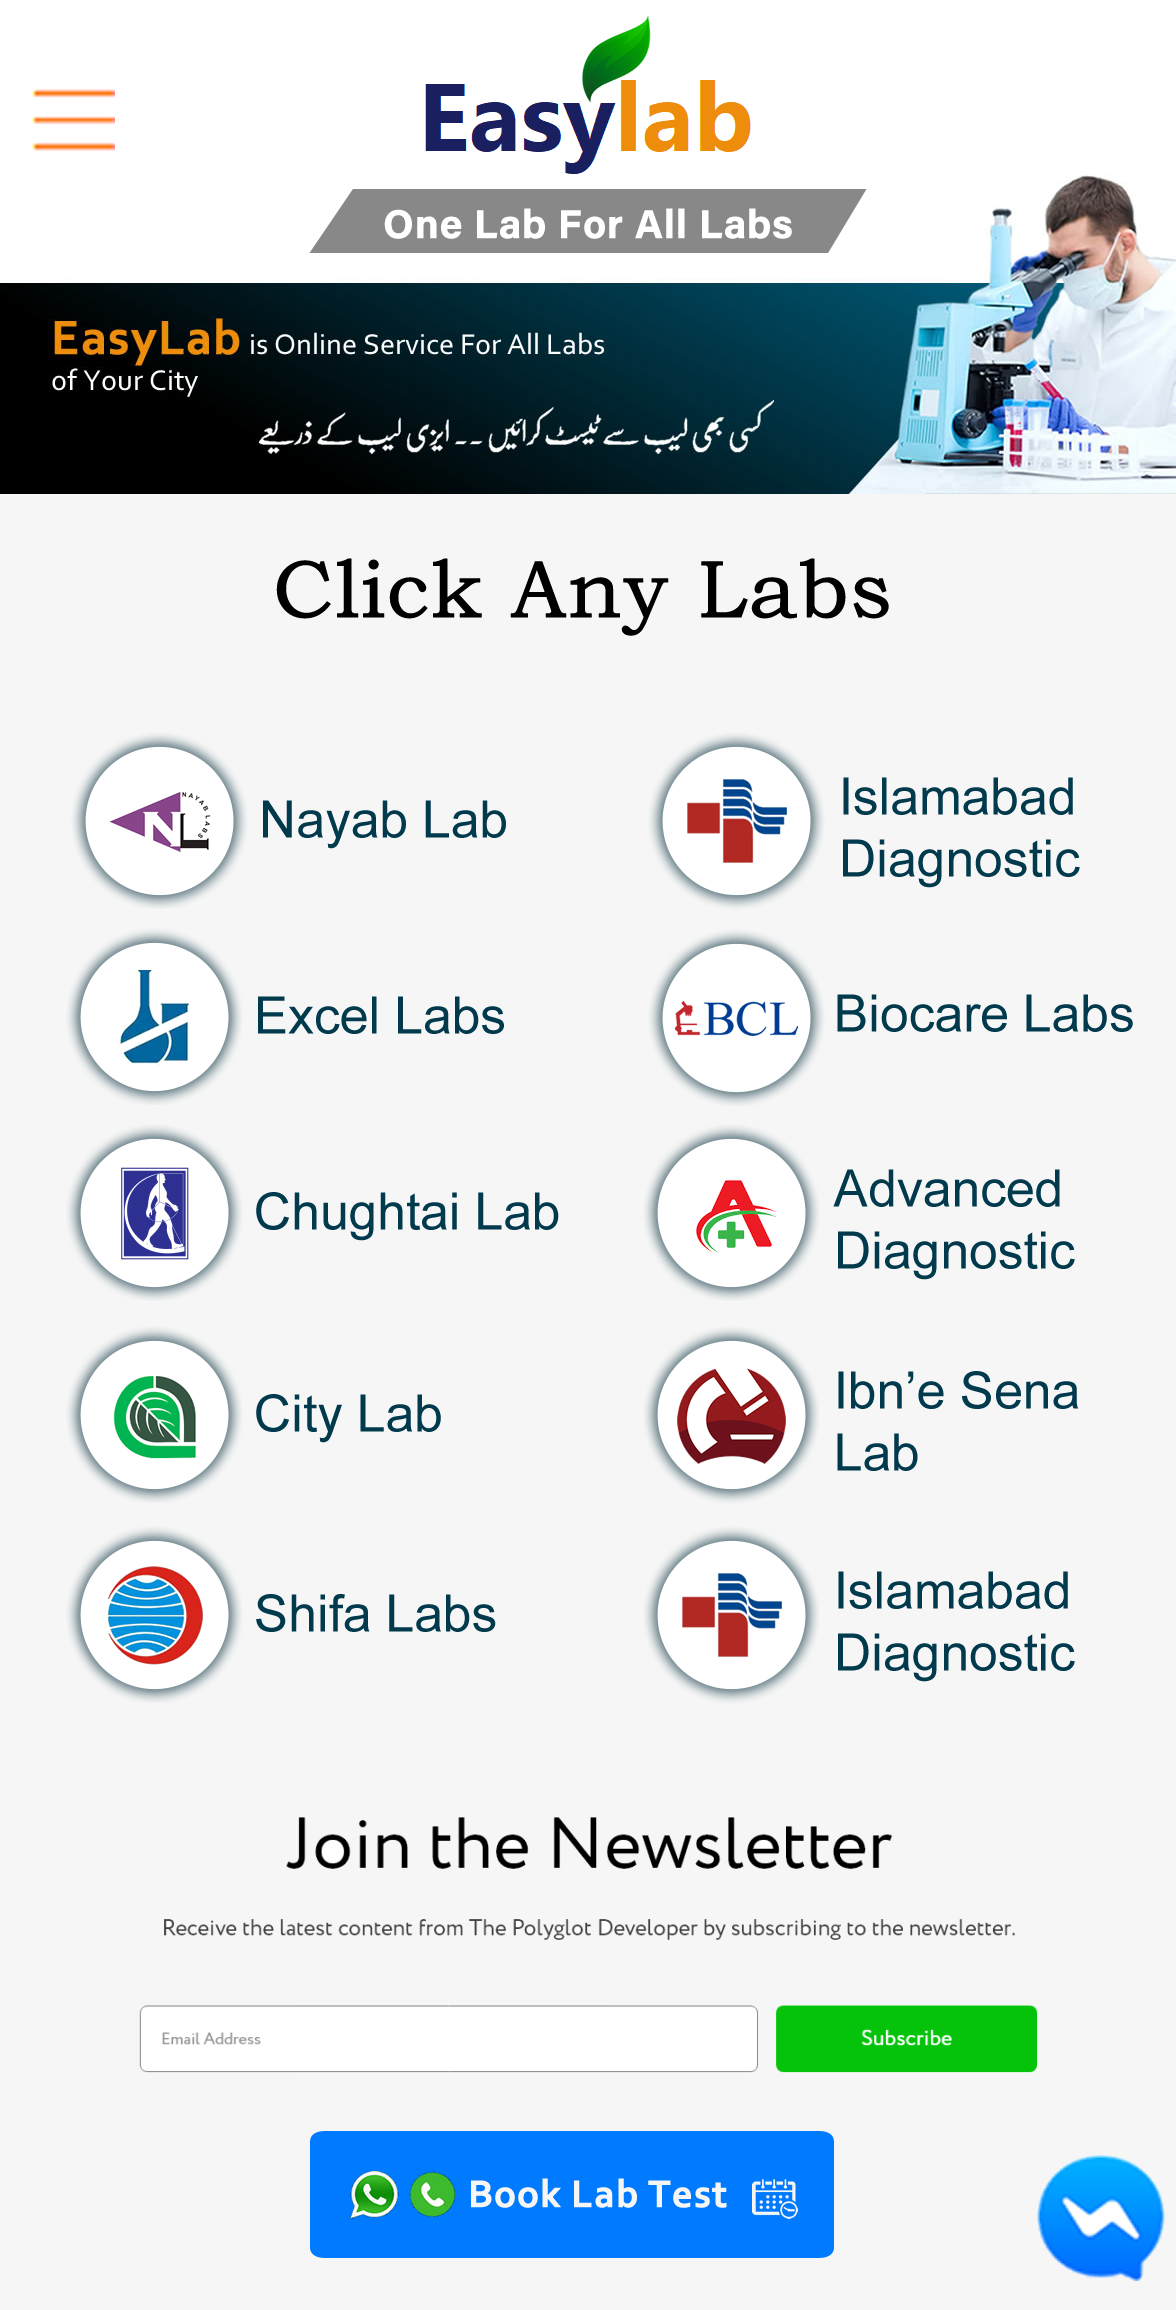 Easylab
One Lab For All Labs
EasyLab is Online Service For All Labs
of Your City
کسی بھی لیب سے ٹیسٹ کرائیں ۔۔ ایزی لیب کے ذریعے
Click Any Labs
NL NAYAB LABS
Nayab Lab
Islamabad
Diagnostic
Excel Labs
BCL
Biocare Labs
Chughtai Lab
Advanced
Diagnostic
City Lab
Ibn’e Sena
Lab
Shifa Labs
Islamabad
Diagnostic
Join the Newsletter
Receive the latest content from The Polyglot Developer by subscribing to the newsletter.
Email Address
Subscribe
Book Lab Test